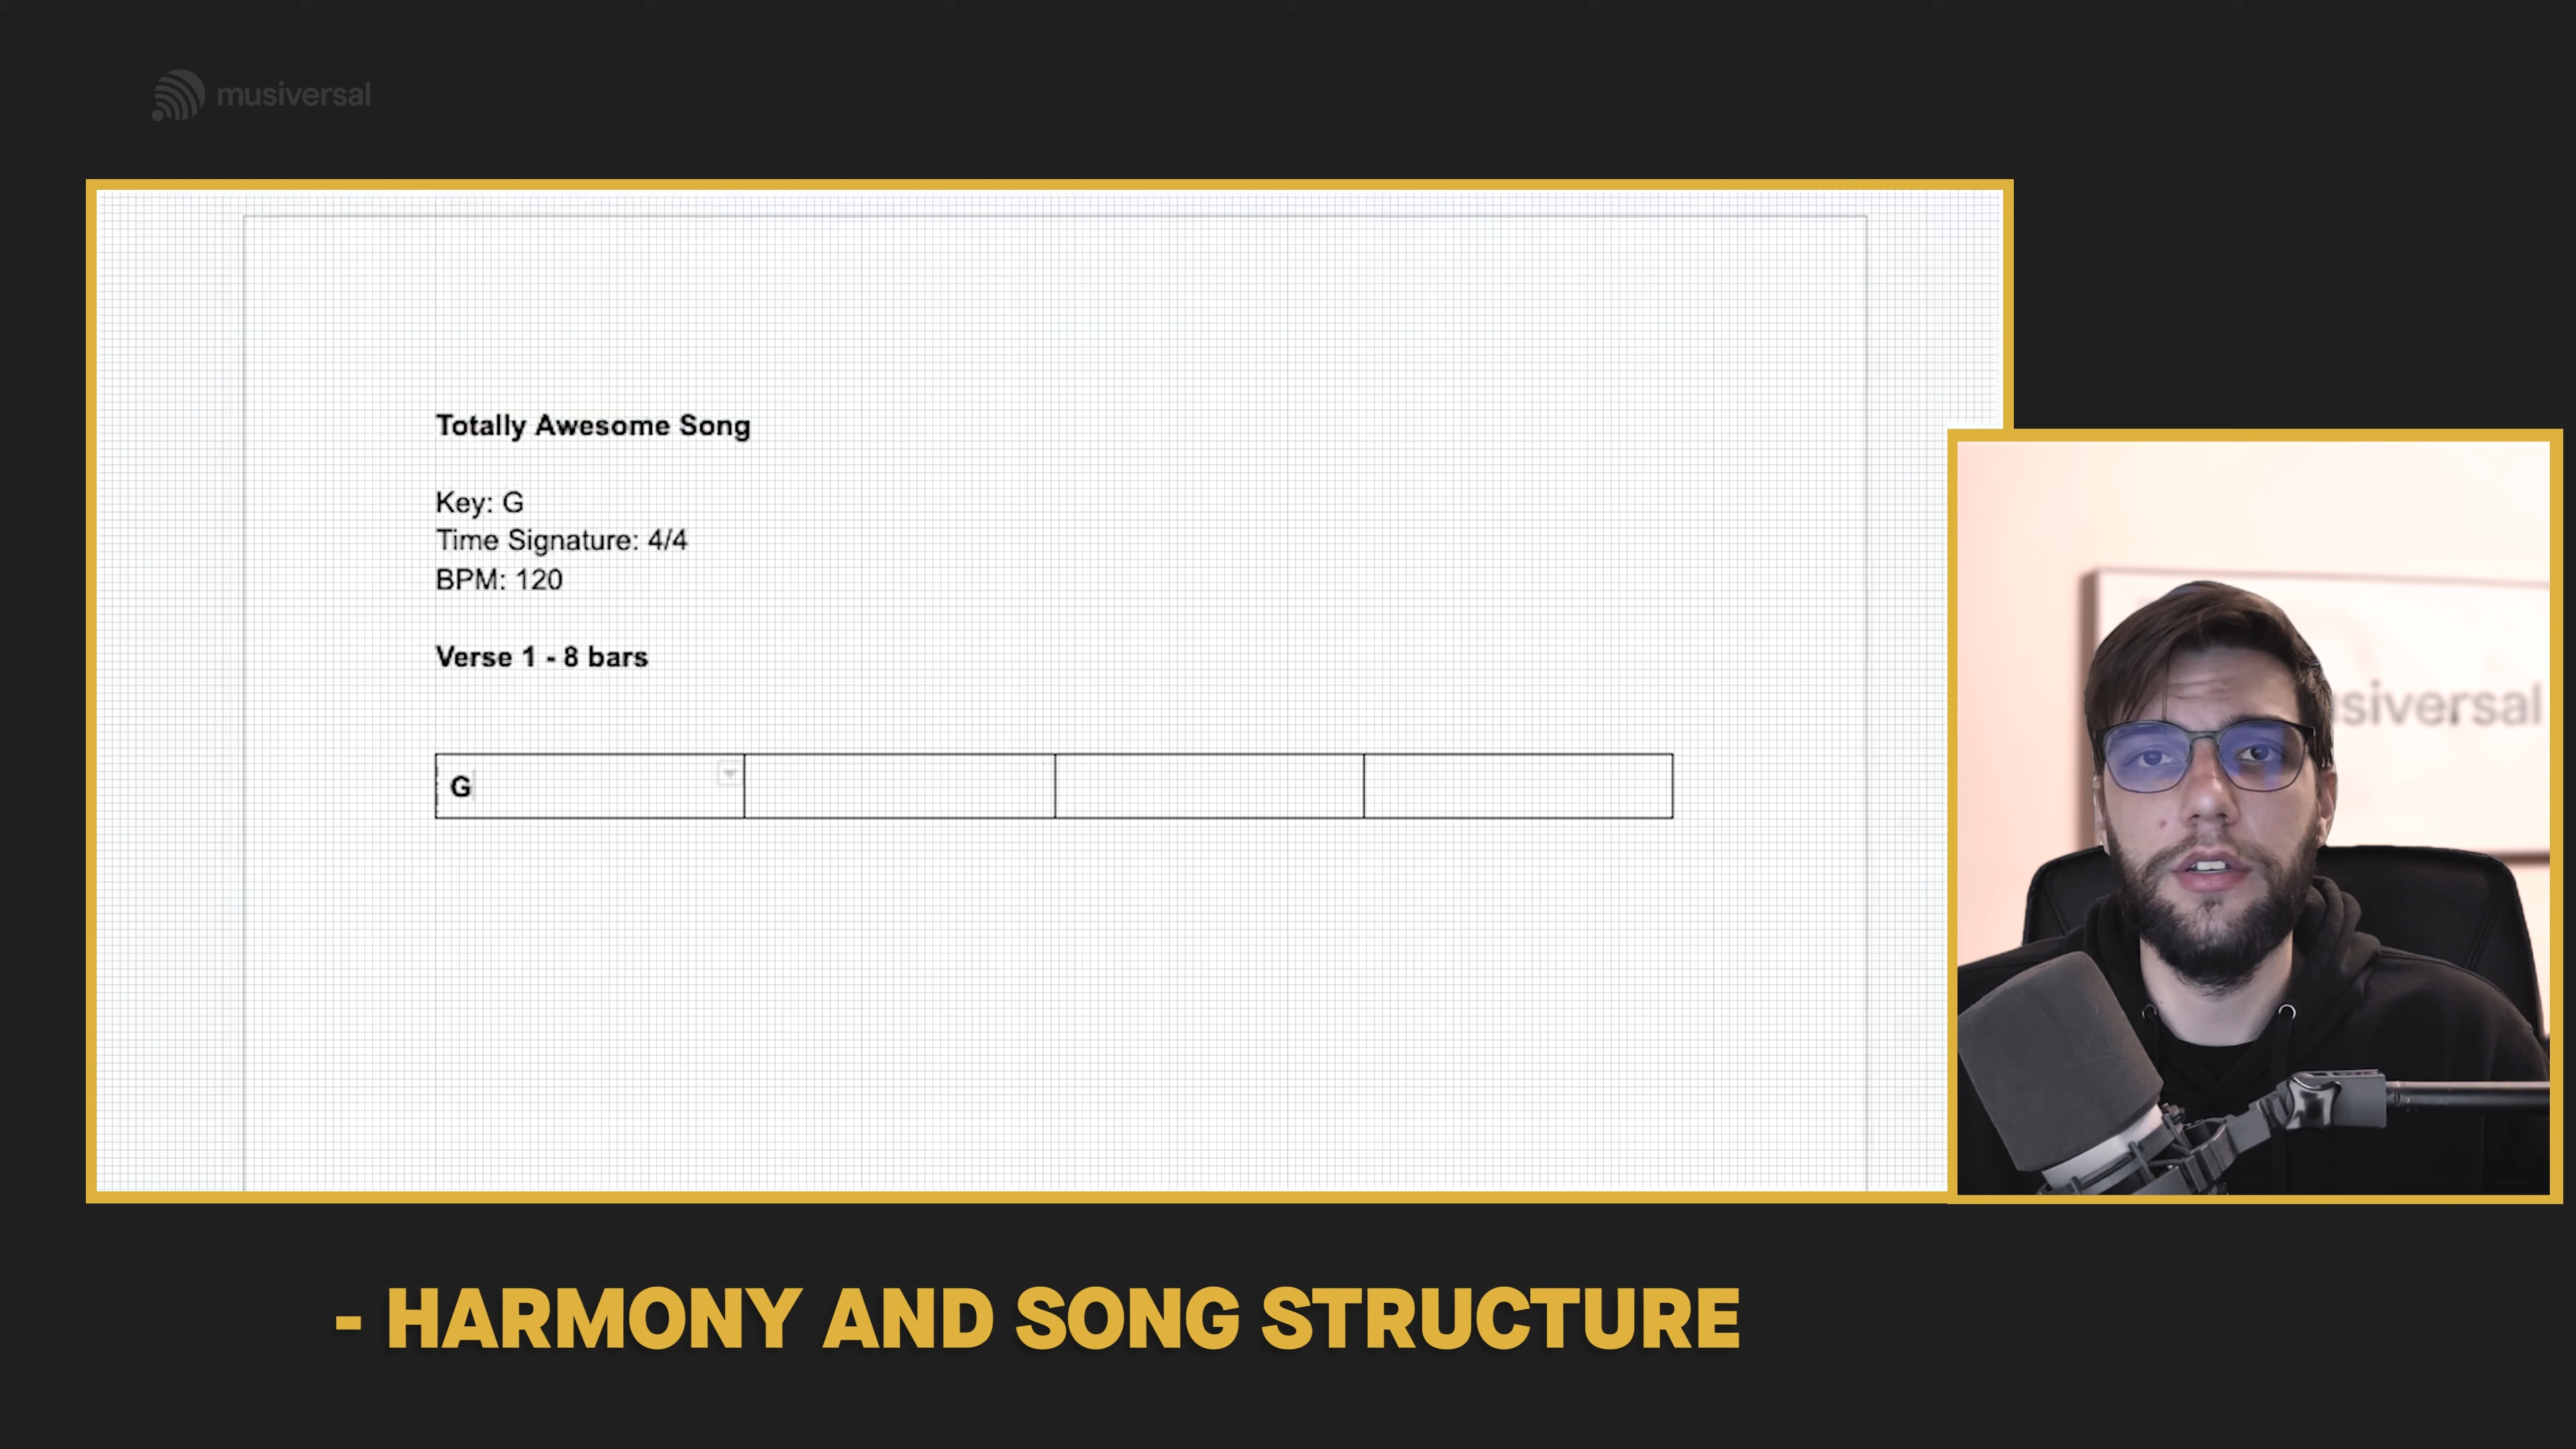 musiversal
Totally Awesome Song
Key: G
Time Signature: 4/4
BPM: 120
Verse 1 - 8 bars
G
siversal
- HARMONY AND SONG STRUCTURE